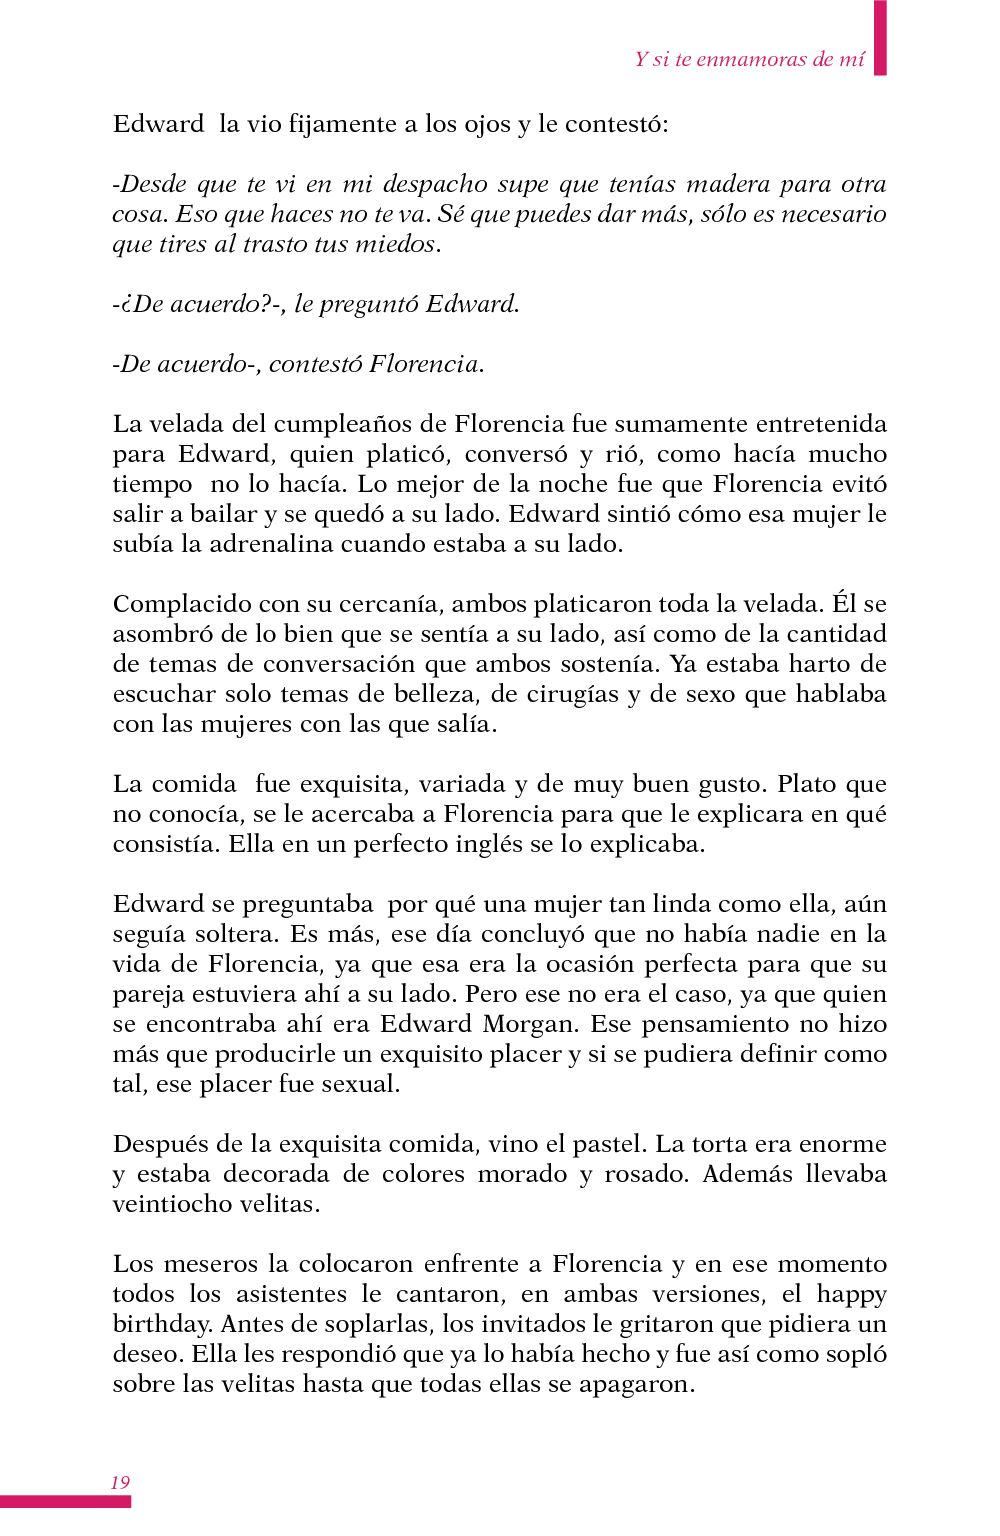 Y si te enmamoras de mí
Edward  la vio fijamente a los ojos y le contestó:
-Desde que te vi en mi despacho supe que tenías madera para otra
cosa. Eso que haces no te va. Sé que puedes dar más, sólo es necesario
que tires al trasto tus miedos.
-¿De acuerdo?-, le preguntó Edward.
-De acuerdo-, contestó Florencia.
La velada del cumpleaños de Florencia fue sumamente entretenida
para Edward, quien platicó, conversó y rió, como hacía mucho
tiempo  no lo hacía. Lo mejor de la noche fue que Florencia evitó
salir a bailar y se quedó a su lado. Edward sintió cómo esa mujer le
subía la adrenalina cuando estaba a su lado.
Complacido con su cercanía, ambos platicaron toda la velada. Él se
asombró de lo bien que se sentía a su lado, así como de la cantidad
de temas de conversación que ambos sostenía. Ya estaba harto de
escuchar solo temas de belleza, de cirugías y de sexo que hablaba
con las mujeres con las que salía.
La comida  fue exquisita, variada y de muy buen gusto. Plato que
no conocía, se le acercaba a Florencia para que le explicara en qué
consistía. Ella en un perfecto inglés se lo explicaba.
Edward se preguntaba  por qué una mujer tan linda como ella, aún
seguía soltera. Es más, ese día concluyó que no había nadie en la
vida de Florencia, ya que esa era la ocasión perfecta para que su
pareja estuviera ahí a su lado. Pero ese no era el caso, ya que quien
se encontraba ahí era Edward Morgan. Ese pensamiento no hizo
más que producirle un exquisito placer y si se pudiera definir como
tal, ese placer fue sexual.
Después de la exquisita comida, vino el pastel. La torta era enorme
y estaba decorada de colores morado y rosado. Además llevaba
veintiocho velitas.
Los meseros la colocaron enfrente a Florencia y en ese momento
todos los asistentes le cantaron, en ambas versiones, el happy
birthday. Antes de soplarlas, los invitados le gritaron que pidiera un
deseo. Ella les respondió que ya lo había hecho y fue así como sopló
sobre las velitas hasta que todas ellas se apagaron.
19